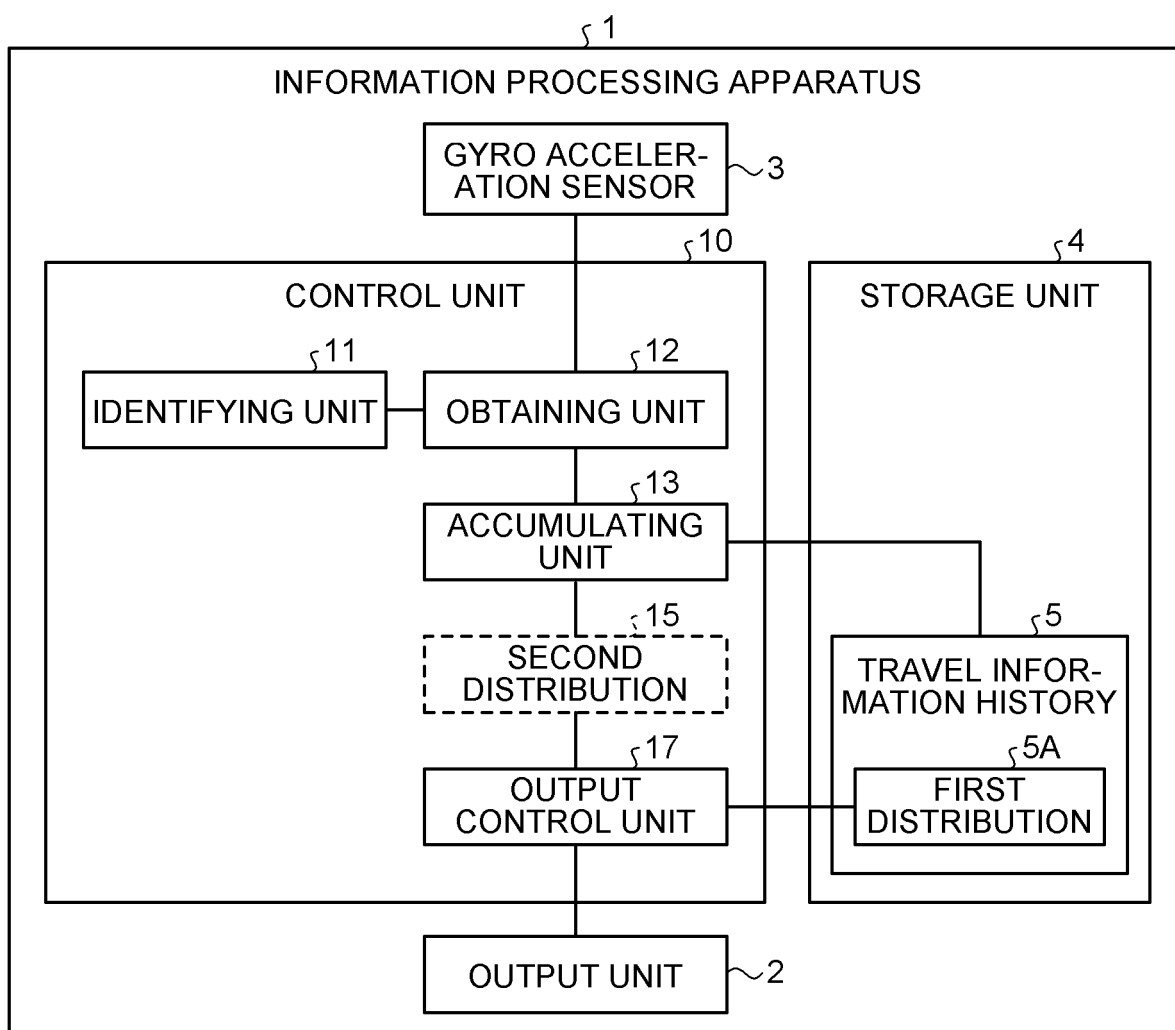 1
INFORMATION PROCESSING APPARATUS
GYRO ACCELER-
ATION SENSOR
3
10
CONTROL UNIT
4
STORAGE UNIT
11
IDENTIFYING UNIT
12
OBTAINING UNIT
13
ACCUMULATING
UNIT
15
SECOND
DISTRIBUTION
5
TRAVEL INFOR-
MATION HISTORY
17
OUTPUT
CONTROL UNIT
5A
FIRST
DISTRIBUTION
OUTPUT UNIT
2